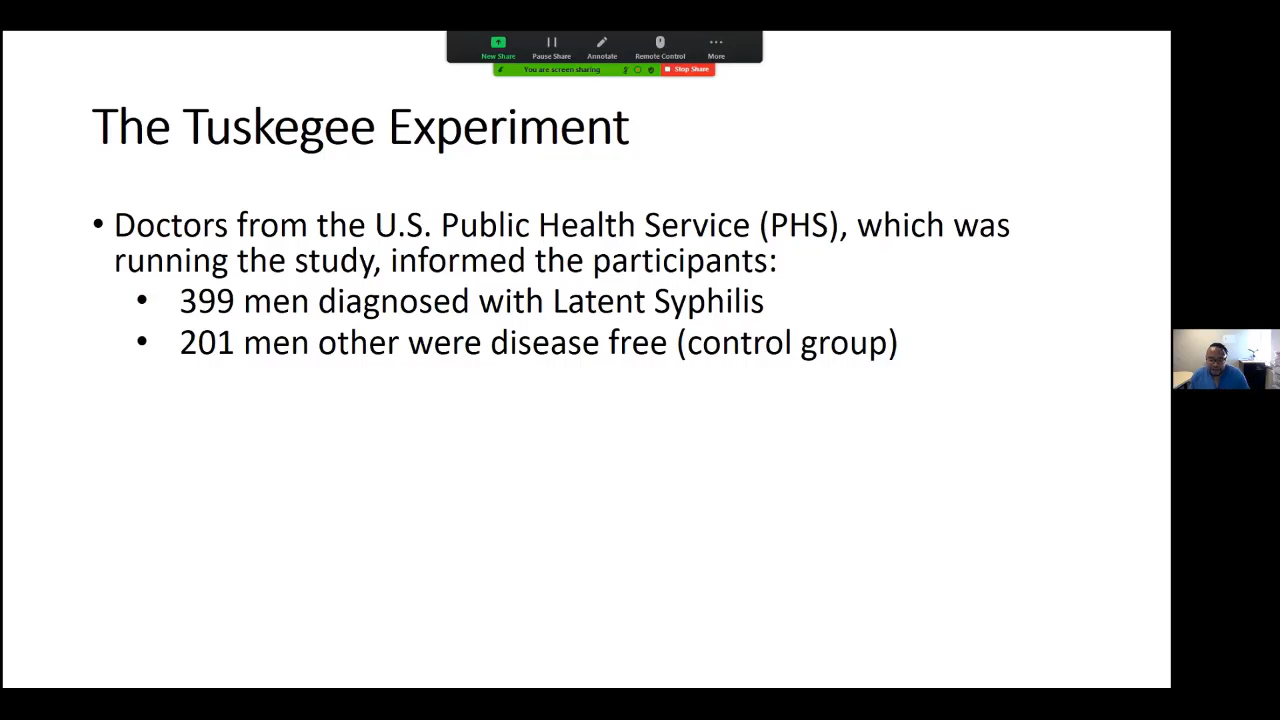 New Share Pause Share Annotate Remote Control More
You are screen sharing Stop Share
The Tuskegee Experiment
• Doctors from the U.S. Public Health Service (PHS), which was
running the study, informed the participants:
• 399 men diagnosed with Latent Syphilis
• 201 men other were disease free (control group)